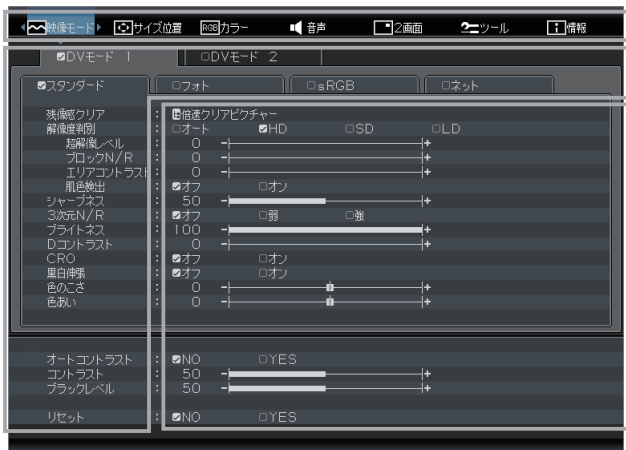 映像モード サイズ位置 RGBカラー 音声 2画面 ツール 情報
DVモード 1 DVモード 2
スタンダード フォト sRGB ネット
残像感クリア : 倍速クリアピクチャー
解像度判別 : オート HD SD LD
超解像レベル : 0 - +
ブロックN/R : 0 - +
エリアコントラスト : 0 - +
肌色検出 : オフ オン
シャープネス : 50 - +
3次元N/R : オフ 弱 強
ブライトネス : 100 - +
Dコントラスト : 0 - +
CRO : オフ オン
黒白伸張 : オフ オン
色のこさ : 0 - +
色あい : 0 - +
オートコントラスト : NO YES
コントラスト : 50 - +
ブラックレベル : 50 - +
リセット : NO YES